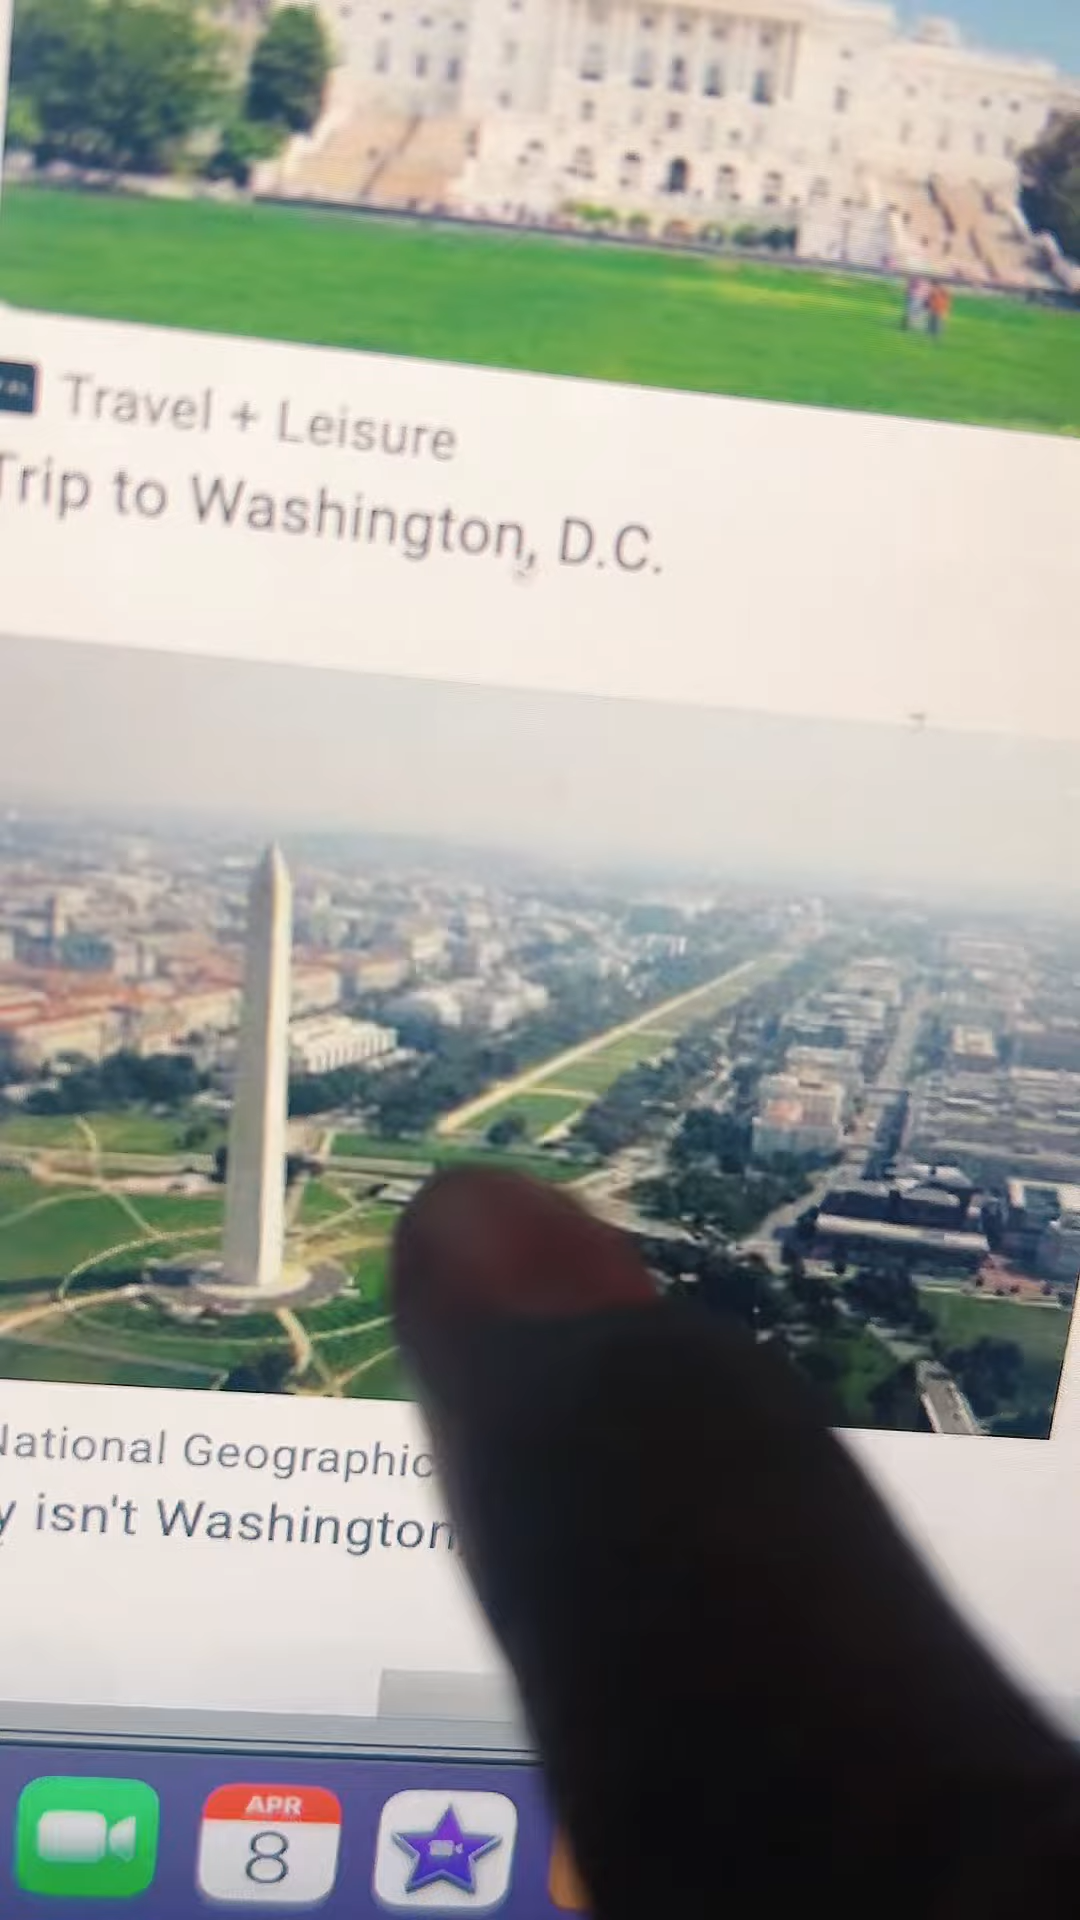 Travel + Leisure
Trip to Washington, D.C.
National Geographic
isn't Washington,
APR
8